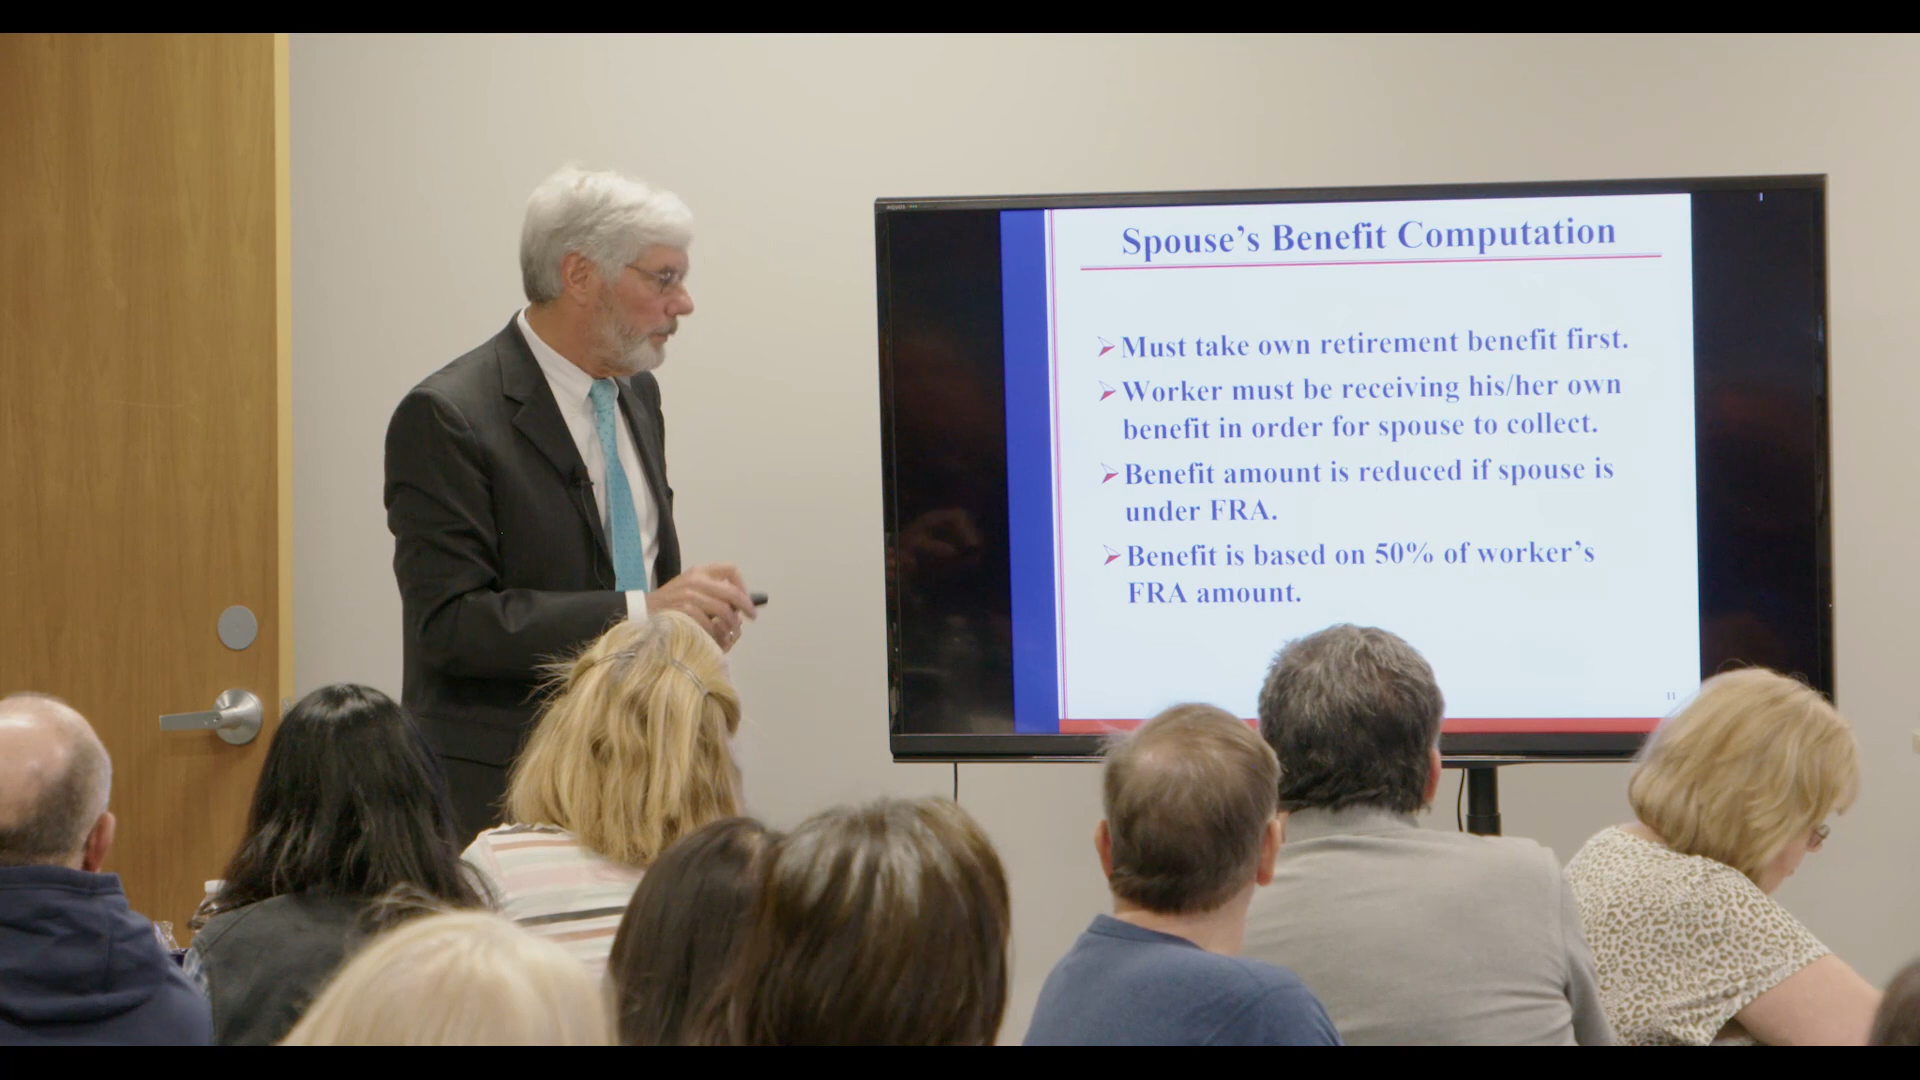 AQUOS
Spouse's Benefit Computation
Must take own retirement benefit first.
Worker must be receiving his/her own
benefit in order for spouse to collect.
Benefit amount is reduced if spouse is
under FRA.
Benefit is based on 50% of worker's
FRA amount.
11